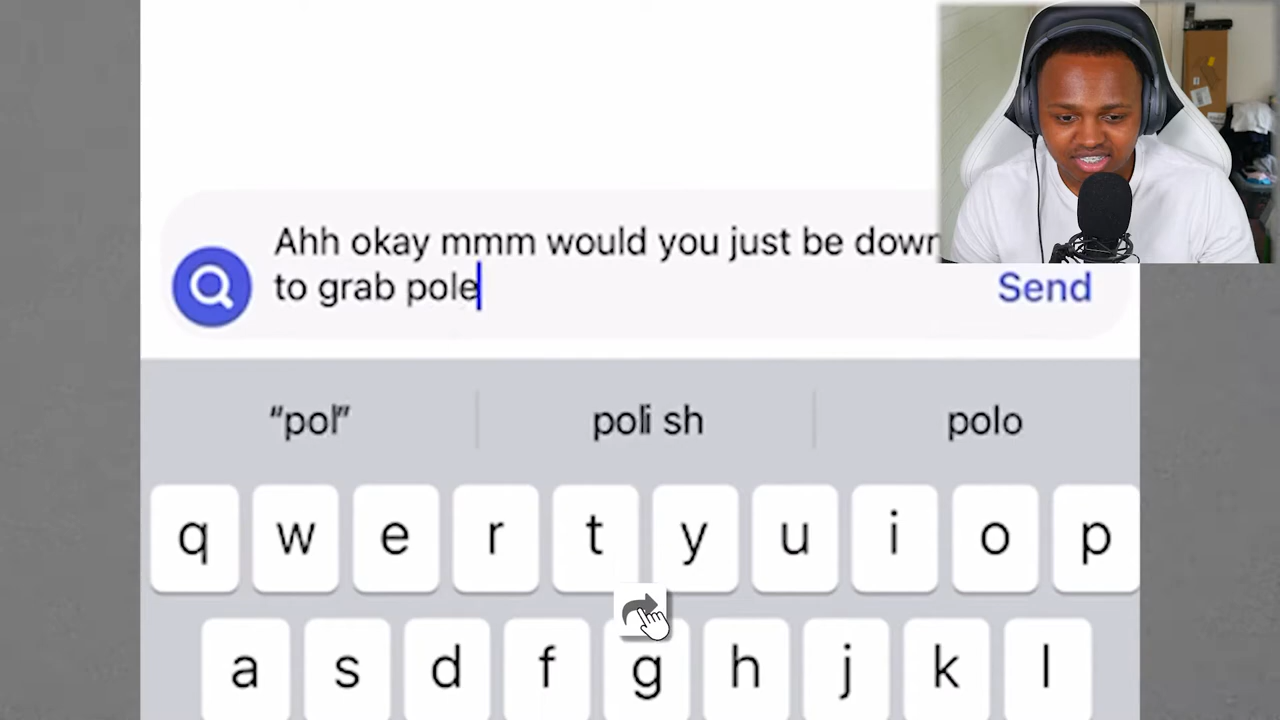 Ahh okay mmm would you just be down
to grab pole
Send
“pol” poli sh polo
q w e r t y u i o p
a s d f g h j k l